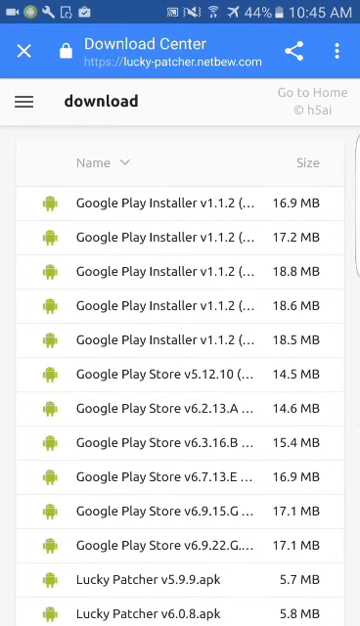 44% 10:45 AM
Download Center
https://lucky-patcher.netbew.com
download
Go to Home
© h5ai
Name Size
Google Play Installer v1.1.2 (... 16.9 MB
Google Play Installer v1.1.2 (... 17.2 MB
Google Play Installer v1.1.2 (... 18.8 MB
Google Play Installer v1.1.2 (... 18.6 MB
Google Play Installer v1.1.2 (... 18.5 MB
Google Play Store v5.12.10 (... 14.5 MB
Google Play Store v6.2.13.A ... 14.6 MB
Google Play Store v6.3.16.B ... 15.4 MB
Google Play Store v6.7.13.E ... 16.9 MB
Google Play Store v6.9.15.G ... 17.1 MB
Google Play Store v6.9.22.G.... 17.1 MB
Lucky Patcher v5.9.9.apk 5.7 MB
Lucky Patcher v6.0.8.apk 5.8 MB